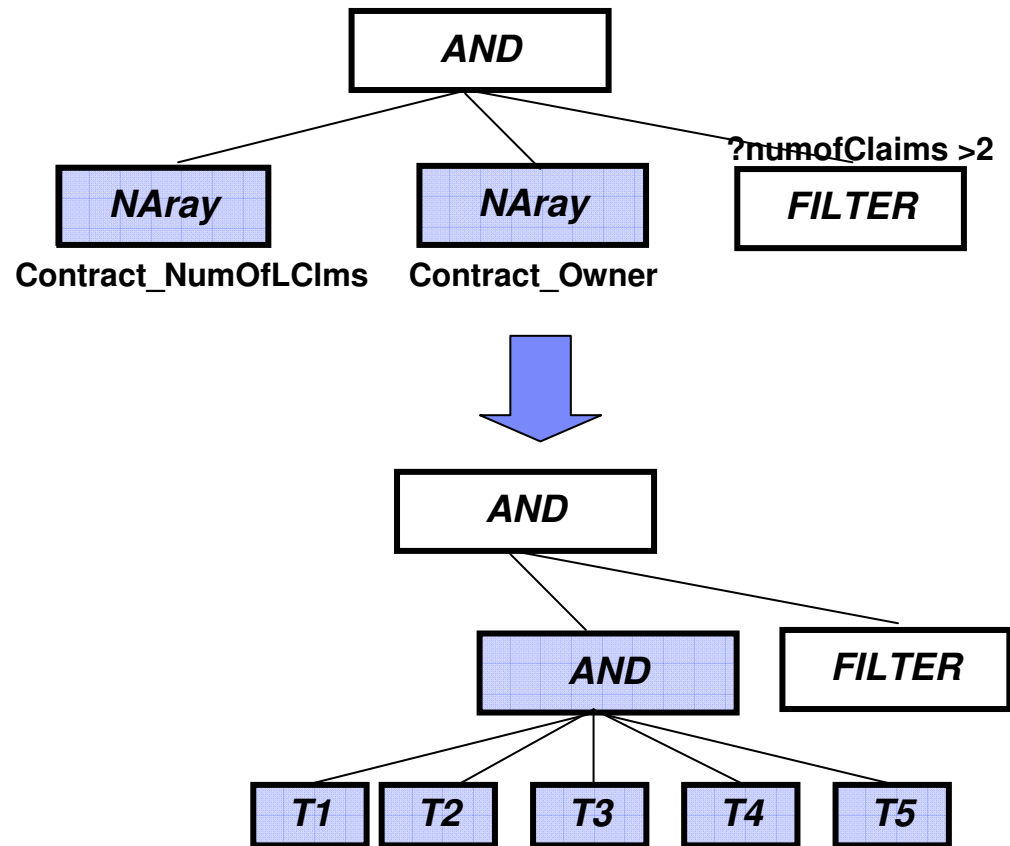 AND
?numofClaims >2
NAray
NAray
FILTER
Contract_NumOfLClms
Contract_Owner
AND
AND
FILTER
T1
T2
T3
T4
T5